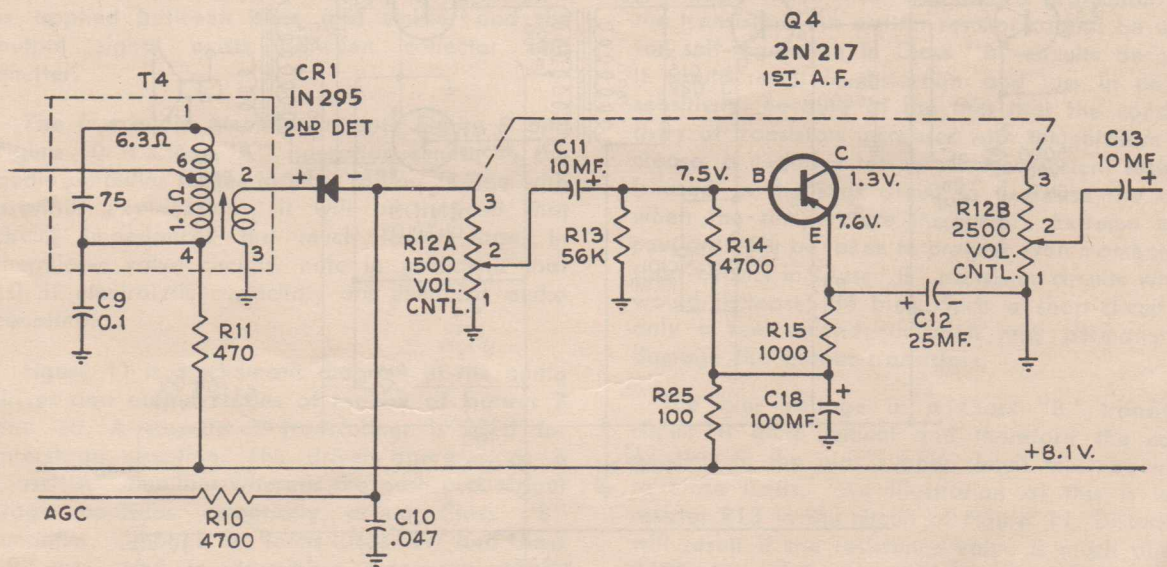 Q4
2N217
1ST. A.F.
T4
CR1
IN295
2ND DET
1
6.3Ω
6
1.1Ω
75
2
3
4
+
-
C9
0.1
R11
470
3
R12A
1500
VOL.
CNTL.
2
1
C11
10MF.
+
R13
56K
7.5V.
B
C
1.3V.
E
7.6V.
R14
4700
R15
1000
R25
100
C18
100MF.
+
+
-
C12
25MF.
3
R12B
2500
VOL.
CNTL.
2
1
C13
10MF
+
+8.1V.
AGC
R10
4700
C10
.047